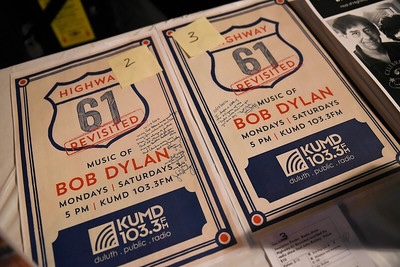 2
HIGHWAY
61
REVISITED
MUSIC OF
BOB DYLAN
MONDAYS | SATURDAYS
5 PM | KUMD 103.3FM
KUMD
103.3FM
duluth . public . radio
3
HIGHWAY
61
REVISITED
MUSIC OF
BOB DYLAN
MONDAYS | SATURDAYS
5 PM | KUMD 103.3FM
KUMD
103.3FM
duluth . public . radio
3